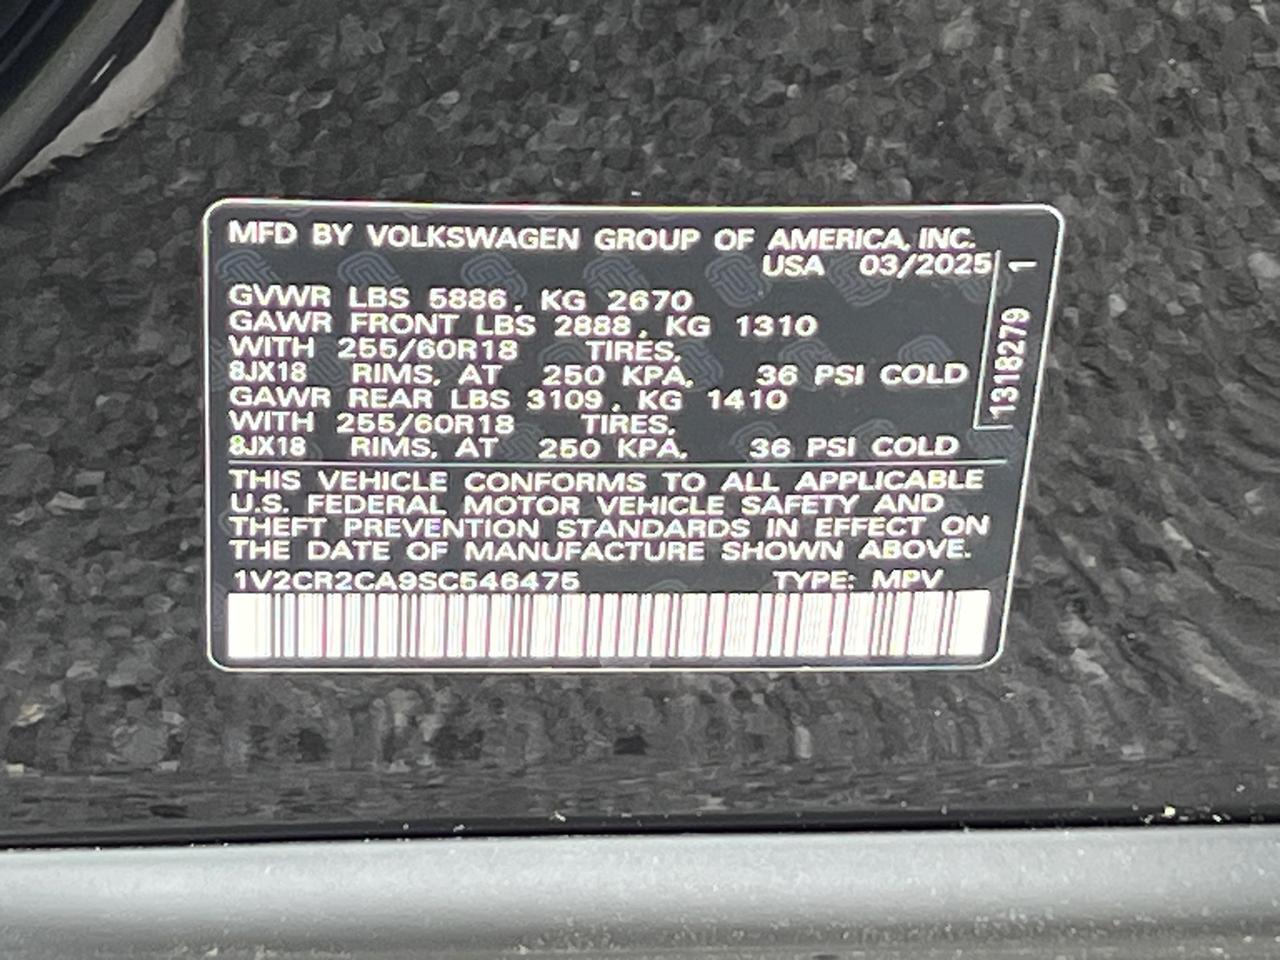 MFD BY VOLKSWAGEN GROUP OF AMERICA, INC.
USA 03/2025
GVWR LBS 5886, KG 2670
GAWR FRONT LBS 2888, KG 1310
WITH 255/60R18 TIRES,
8JX18 RIMS, AT 250 KPA, 36 PSI COLD
GAWR REAR LBS 3109, KG 1410
WITH 255/60R18 TIRES,
8JX18 RIMS, AT 250 KPA, 36 PSI COLD
THIS VEHICLE CONFORMS TO ALL APPLICABLE
U.S. FEDERAL MOTOR VEHICLE SAFETY AND
THEFT PREVENTION STANDARDS IN EFFECT ON
THE DATE OF MANUFACTURE SHOWN ABOVE.
1V2CR2CA9SC546475 TYPE: MPV
1318279 1